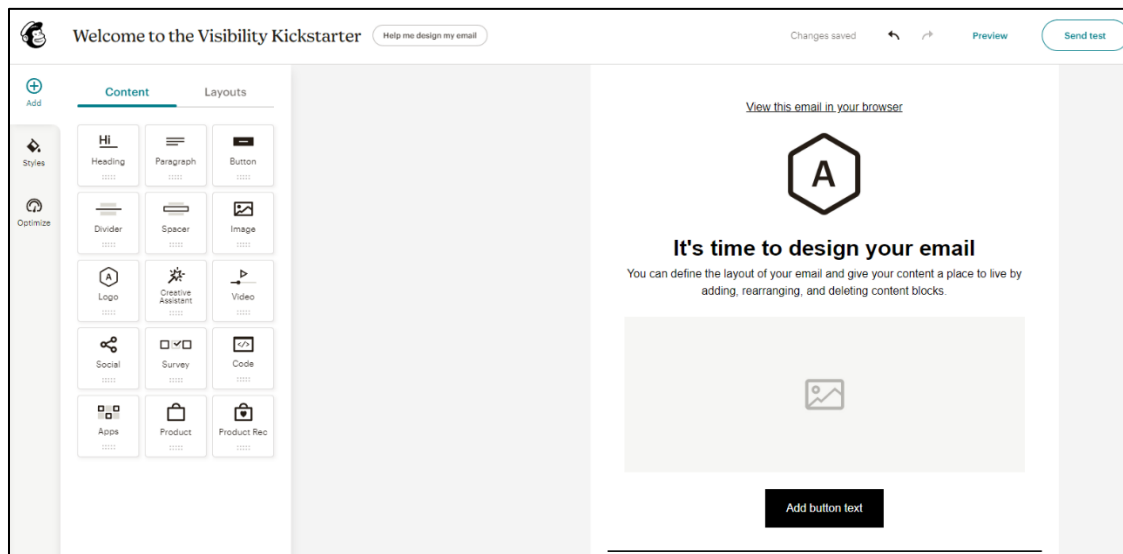 Welcome to the Visibility Kickstarter
Help me design my email
Changes saved
Preview
Send test
Add
Styles
Optimize
Content
Layouts
Hi
Heading
Paragraph
Button
Divider
Spacer
Image
A
Logo
Creative
Assistant
Video
Social
Survey
</>
Code
Apps
Product
Product Rec
View this email in your browser
A
It's time to design your email
You can define the layout of your email and give your content a place to live by
adding, rearranging, and deleting content blocks.
Add button text